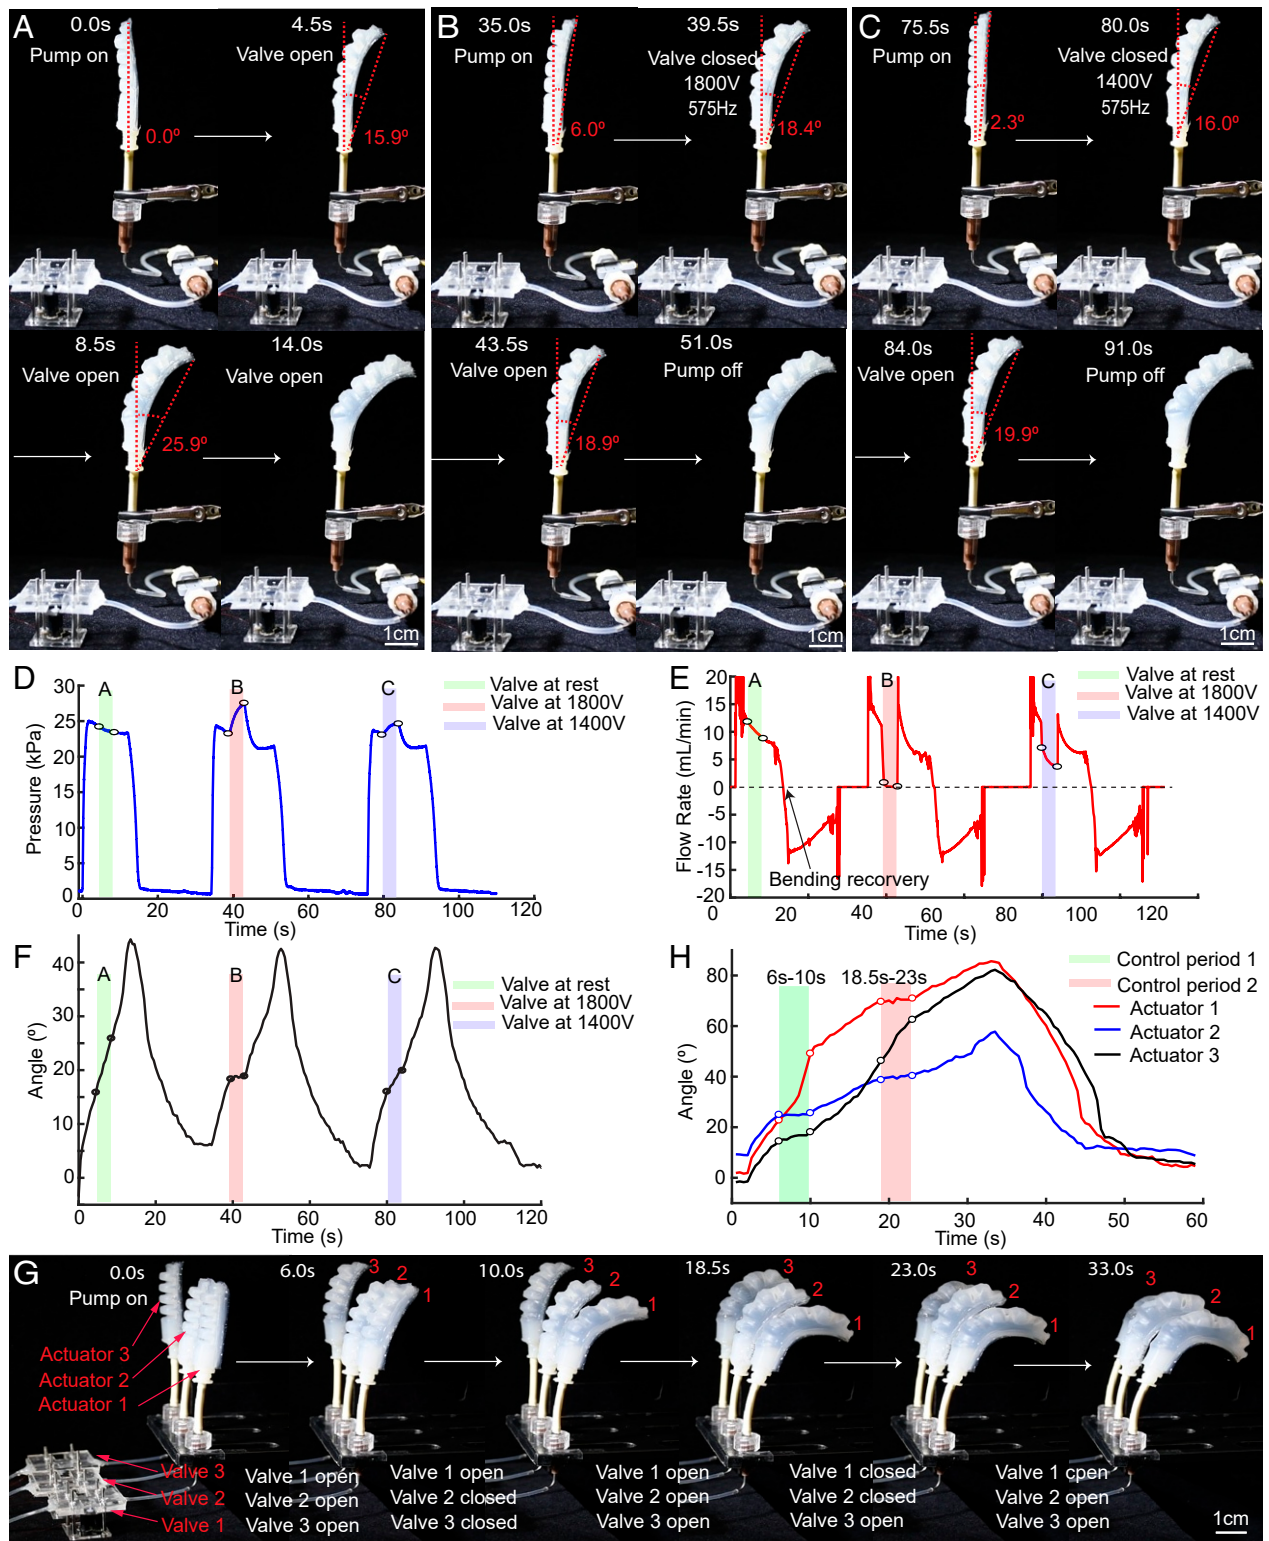 A
0.0s
Pump on
0.0º
4.5s
Valve open
15.9º
8.5s
Valve open
25.9º
14.0s
Valve open
1cm
B
35.0s
Pump on
6.0º
39.5s
Valve closed
1800V
575Hz
18.4º
43.5s
Valve open
18.9º
51.0s
Pump off
1cm
C
75.5s
Pump on
2.3º
80.0s
Valve closed
1400V
575Hz
16.0º
84.0s
Valve open
19.9º
91.0s
Pump off
1cm
D
30
25
20
15
10
5
0
Pressure (kPa)
A
B
C
0 20 40 60 80 100 120
Time (s)
Valve at rest
Valve at 1800V
Valve at 1400V
E
20
15
10
5
0
-5
-10
-15
-20
Flow Rate (mL/min)
A
B
C
Bending recorvery
0 20 40 60 80 100 120
Time (s)
Valve at rest
Valve at 1800V
Valve at 1400V
F
40
30
20
10
0
Angle (º)
A
B
C
0 20 40 60 80 100 120
Time (s)
Valve at rest
Valve at 1800V
Valve at 1400V
H
80
60
40
20
0
Angle (º)
6s-10s
18.5s-23s
0 10 20 30 40 50 60
Time (s)
Control period 1
Control period 2
Actuator 1
Actuator 2
Actuator 3
G
0.0s
Pump on
Actuator 3
Actuator 2
Actuator 1
Valve 3
Valve 2
Valve 1
6.0s
3
2
1
Valve 1 open
Valve 2 open
Valve 3 open
10.0s
3
2
1
Valve 1 open
Valve 2 closed
Valve 3 closed
18.5s
3
2
1
Valve 1 open
Valve 2 open
Valve 3 open
23.0s
3
2
1
Valve 1 closed
Valve 2 closed
Valve 3 open
33.0s
3
2
1
Valve 1 open
Valve 2 open
Valve 3 open
1cm